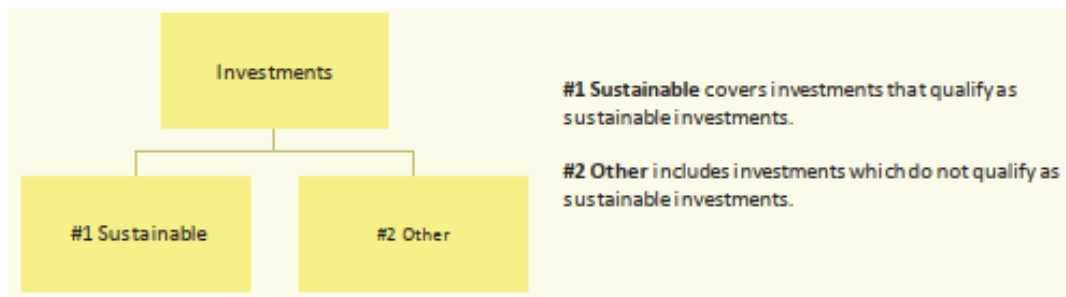 Investments
#1 Sustainable
#2 Other
#1 Sustainable covers investments that qualify as
sustainable investments.
#2 Other includes investments which do not qualify as
sustainable investments.